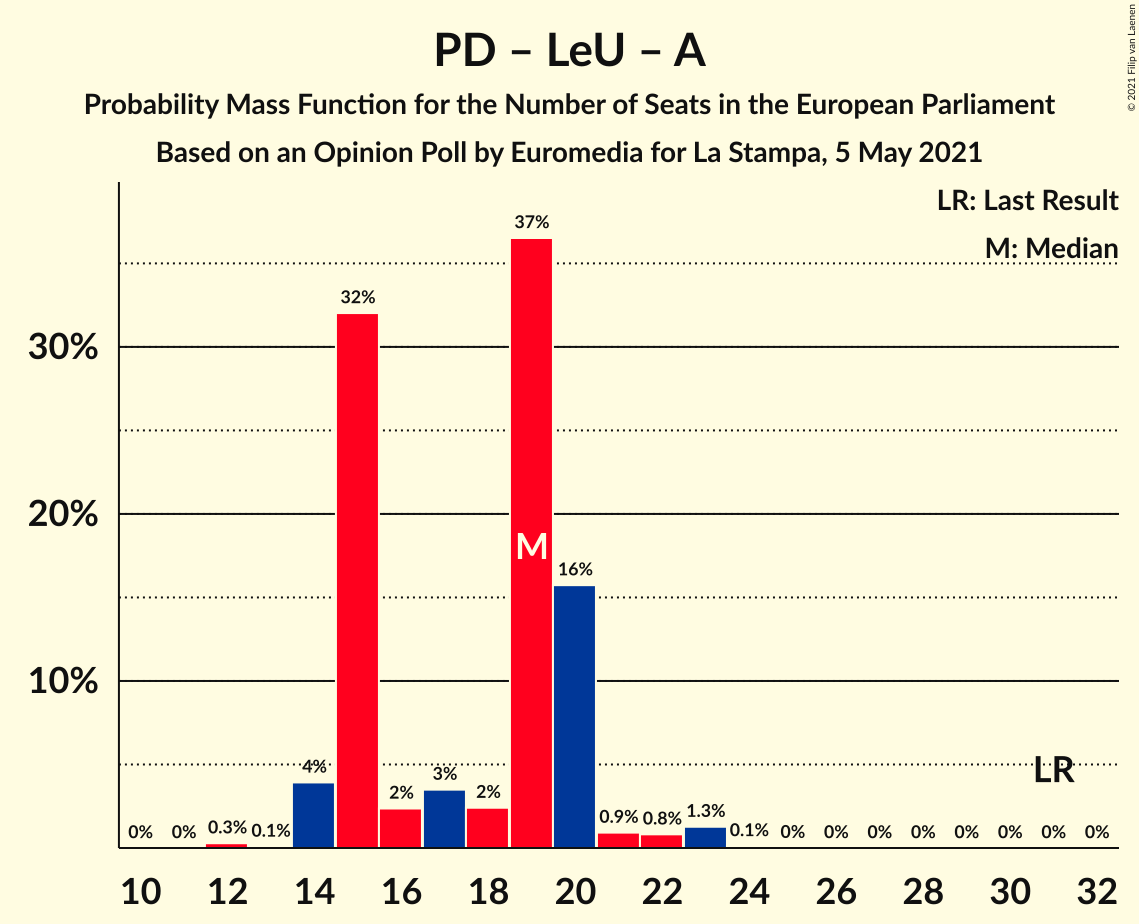 PD – LeU – A
Probability Mass Function for the Number of Seats in the European Parliament
Based on an Opinion Poll by Euromedia for La Stampa, 5 May 2021
© 2021 Filip van Laenen
LR: Last Result
M: Median
30%
20%
10%
0%
0%
0.3%
0.1%
4%
32%
2%
3%
2%
37%
M
16%
0.9%
0.8%
1.3%
0.1%
0%
0%
0%
0%
0%
0%
0%
0%
LR
10 12 14 16 18 20 22 24 26 28 30 32